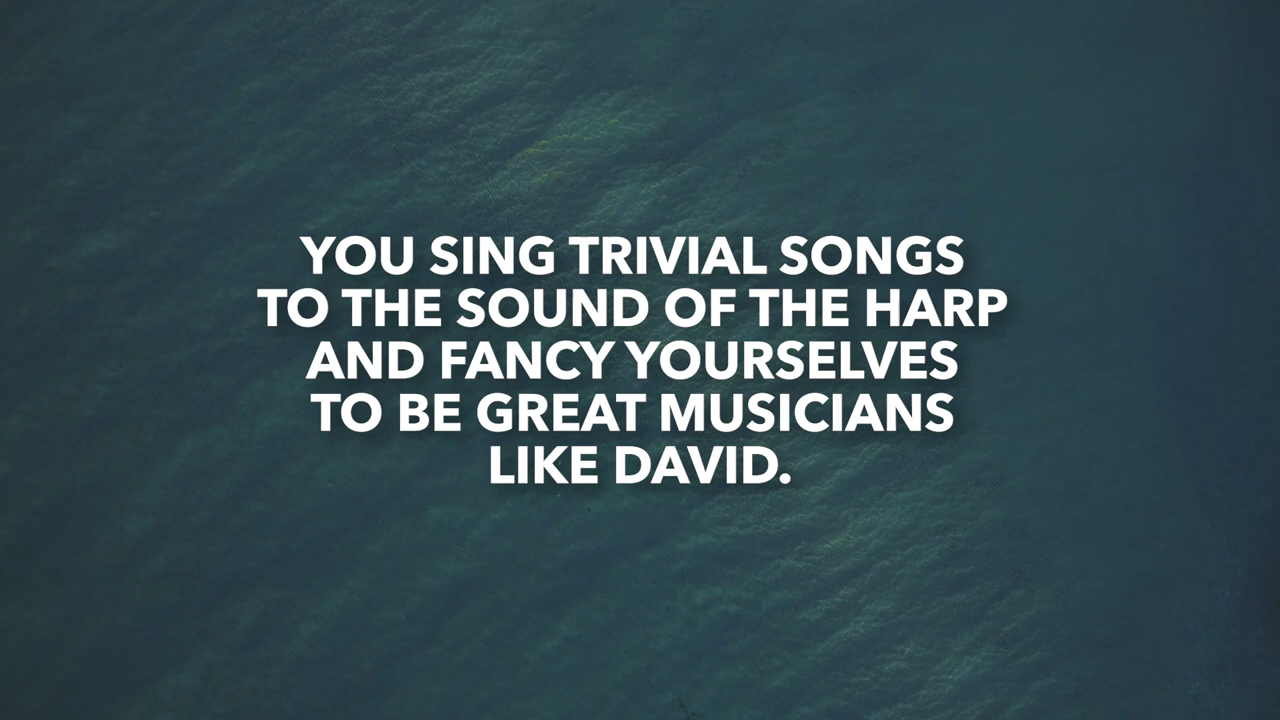 YOU SING TRIVIAL SONGS
TO THE SOUND OF THE HARP
AND FANCY YOURSELVES
TO BE GREAT MUSICIANS
LIKE DAVID.